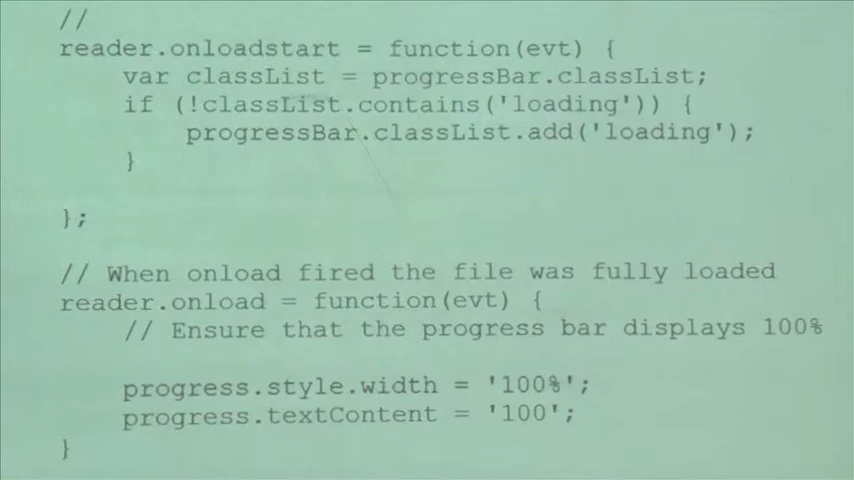 //
reader.onloadstart = function(evt) {
var classList = progressBar.classList;
if (!classList.contains('loading')) {
progressBar.classList.add('loading');
}
};
// When onload fired the file was fully loaded
reader.onload = function(evt) {
// Ensure that the progress bar displays 100%
progress.style.width = '100%';
progress.textContent = '100';
}